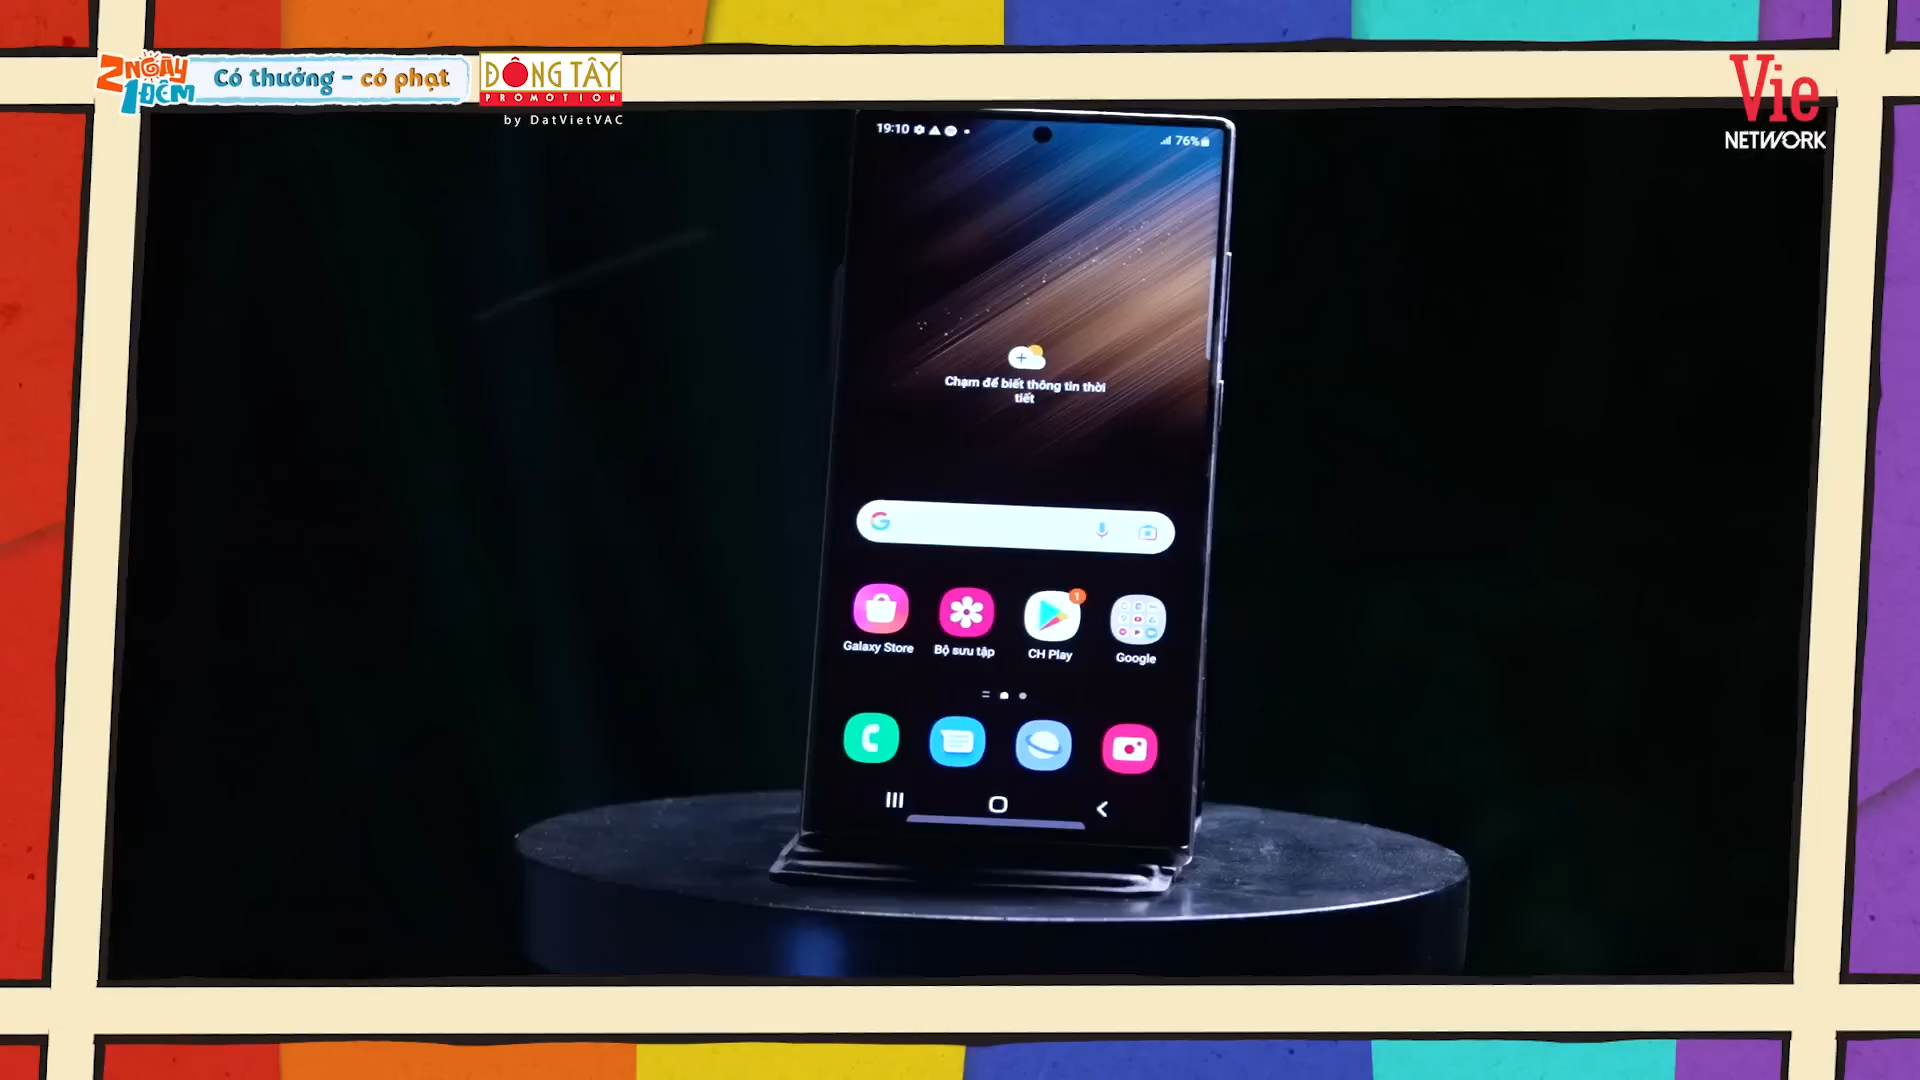 2 NGÀY
1 ĐÊM
Có thưởng - có phạt
ĐÔNG TÂY
PROMOTION
by DatVietVAC
Vie
NETWORK
19:10
76%
Chạm để biết thông tin thời
tiết
G
1
Galaxy Store
Bộ sưu tập
CH Play
Google